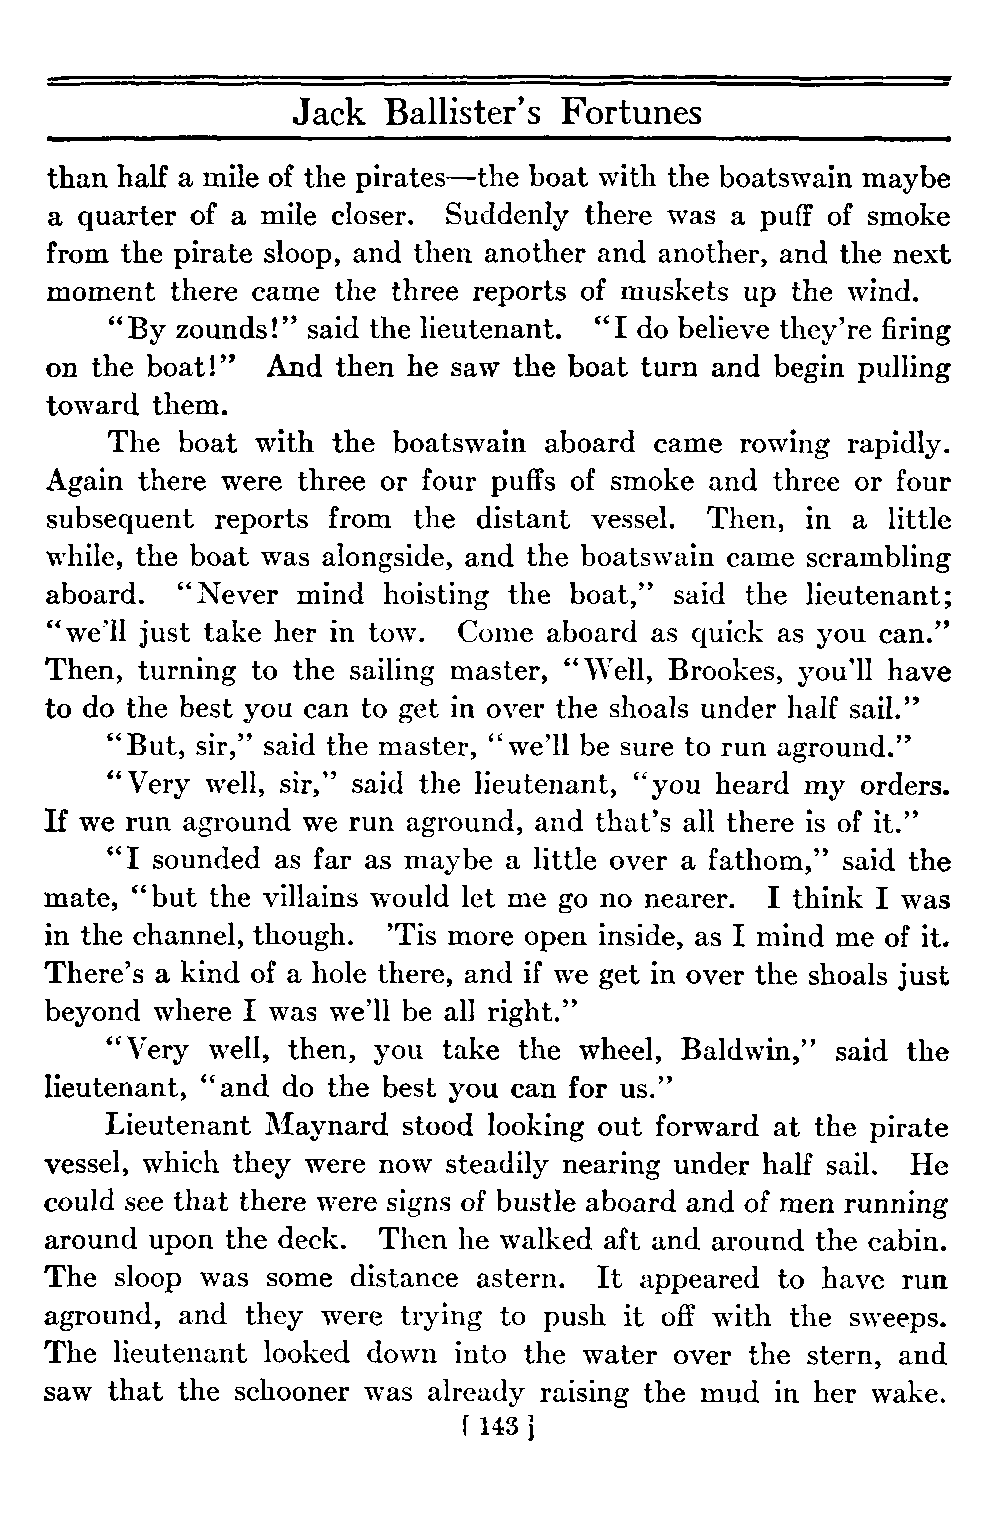 Jack Ballister's Fortunes
than half a mile of the pirates—the boat with the boatswain maybe
a quarter of a mile closer. Suddenly there was a puff of smoke
from the pirate sloop, and then another and another, and the next
moment there came the three reports of muskets up the wind.
“By zounds!” said the lieutenant. “I do believe they're firing
on the boat!” And then he saw the boat turn and begin pulling
toward them.
The boat with the boatswain aboard came rowing rapidly.
Again there were three or four puffs of smoke and three or four
subsequent reports from the distant vessel. Then, in a little
while, the boat was alongside, and the boatswain came scrambling
aboard. “Never mind hoisting the boat,” said the lieutenant;
“we'll just take her in tow. Come aboard as quick as you can.”
Then, turning to the sailing master, “Well, Brookes, you'll have
to do the best you can to get in over the shoals under half sail.”
“But, sir,” said the master, “we'll be sure to run aground.”
“Very well, sir,” said the lieutenant, “you heard my orders.
If we run aground we run aground, and that's all there is of it.”
“I sounded as far as maybe a little over a fathom,” said the
mate, “but the villains would let me go no nearer. I think I was
in the channel, though. 'Tis more open inside, as I mind me of it.
There's a kind of a hole there, and if we get in over the shoals just
beyond where I was we'll be all right.”
“Very well, then, you take the wheel, Baldwin,” said the
lieutenant, “and do the best you can for us.”
Lieutenant Maynard stood looking out forward at the pirate
vessel, which they were now steadily nearing under half sail. He
could see that there were signs of bustle aboard and of men running
around upon the deck. Then he walked aft and around the cabin.
The sloop was some distance astern. It appeared to have run
aground, and they were trying to push it off with the sweeps.
The lieutenant looked down into the water over the stern, and
saw that the schooner was already raising the mud in her wake.
[ 143 ]